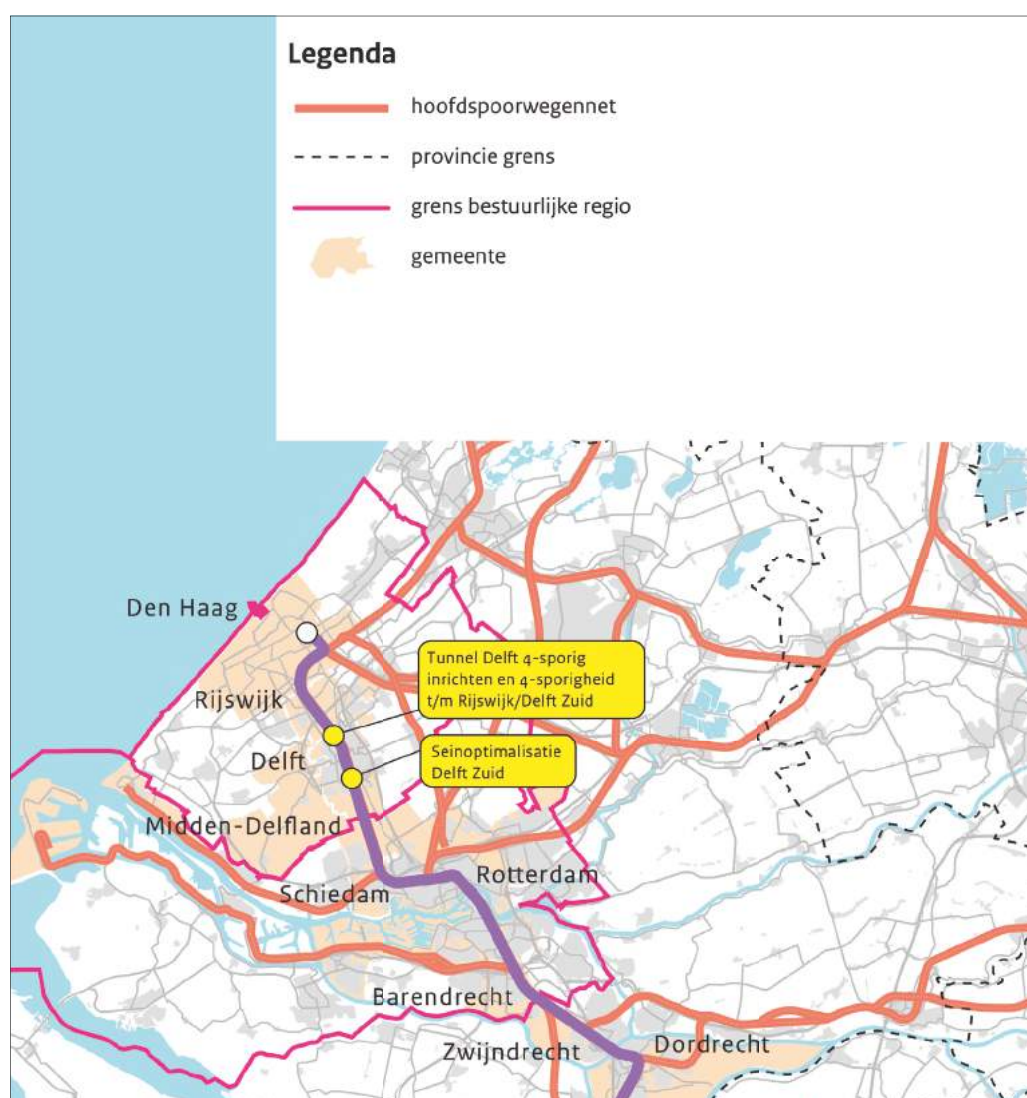 Legenda
hoofdspoorwegennet
provincie grens
grens bestuurlijke regio
gemeente
Den Haag
Tunnel Delft 4-sporig
inrichten en 4-sporigheid
t/m Rijswijk/Delft Zuid
Rijswijk
Seinoptimalisatie
Delft Zuid
Delft
Midden-Delfland
Rotterdam
Schiedam
Barendrecht
Zwijndrecht
Dordrecht